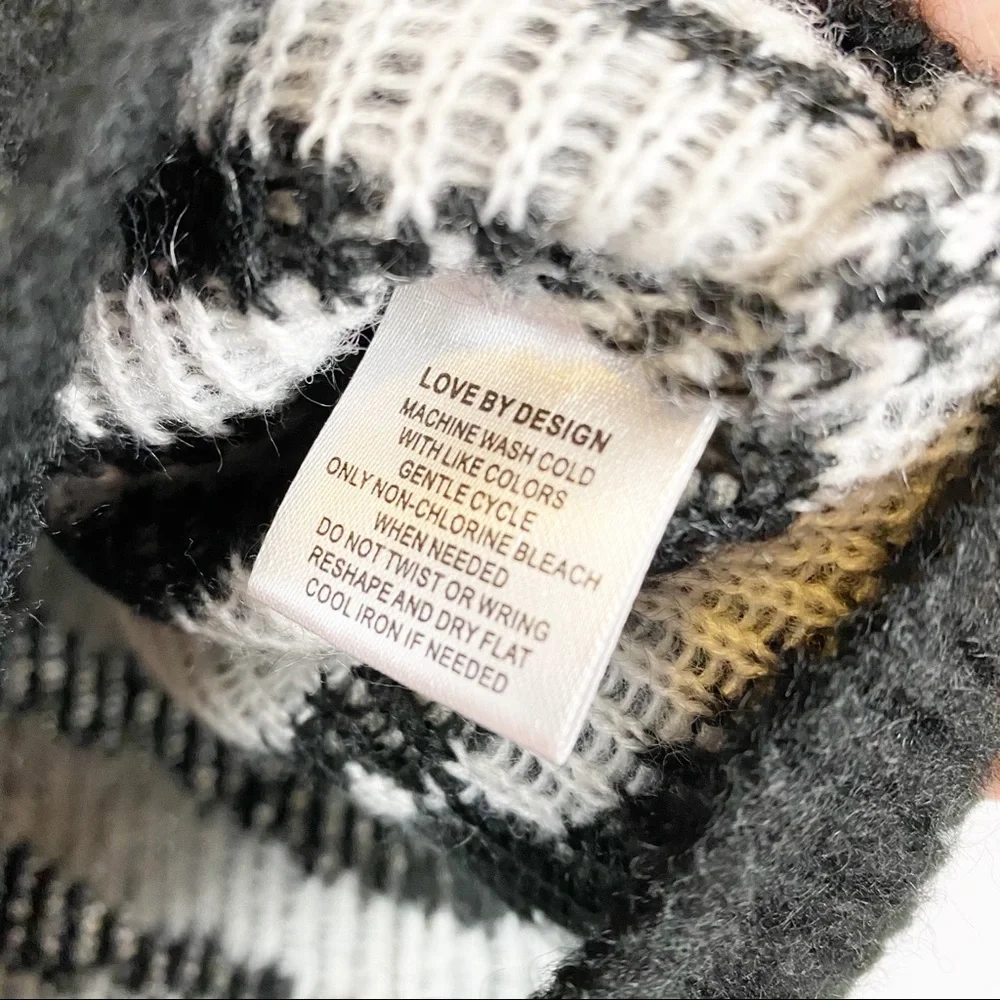 LOVE BY DESIGN
MACHINE WASH COLD
WITH LIKE COLORS
GENTLE CYCLE
ONLY NON-CHLORINE BLEACH
WHEN NEEDED
DO NOT TWIST OR WRING
RESHAPE AND DRY FLAT
COOL IRON IF NEEDED